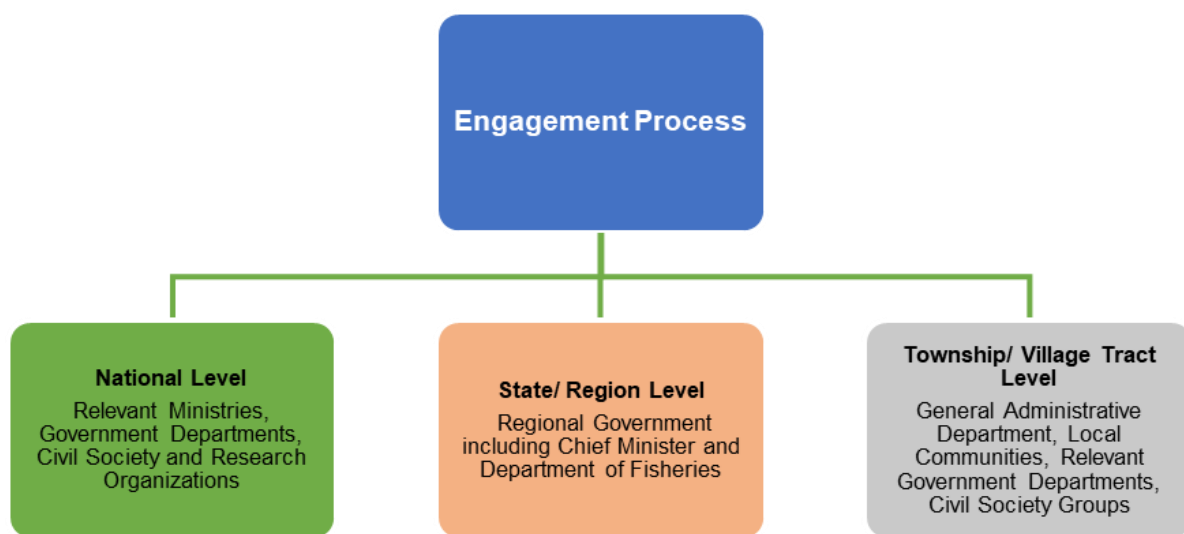 Engagement Process
National Level
Relevant Ministries,
Government Departments,
Civil Society and Research
Organizations
State/ Region Level
Regional Government
including Chief Minister and
Department of Fisheries
Township/ Village Tract
Level
General Administrative
Department, Local
Communities, Relevant
Government Departments,
Civil Society Groups